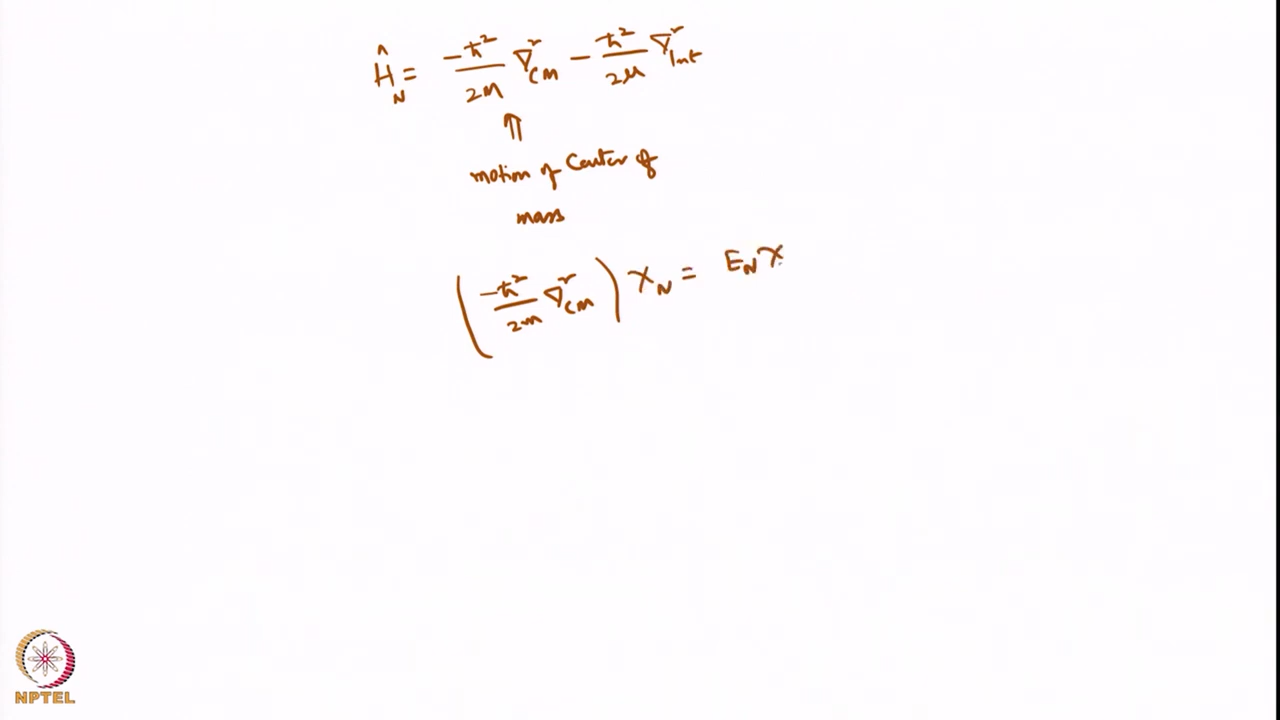 Ĥ_N = -ħ²/2M ∇²_CM - ħ²/2μ ∇²_Int
⇑
motion of Center of
mass
(-ħ²/2M ∇²_CM) χ_N = E_N χ
NPTEL